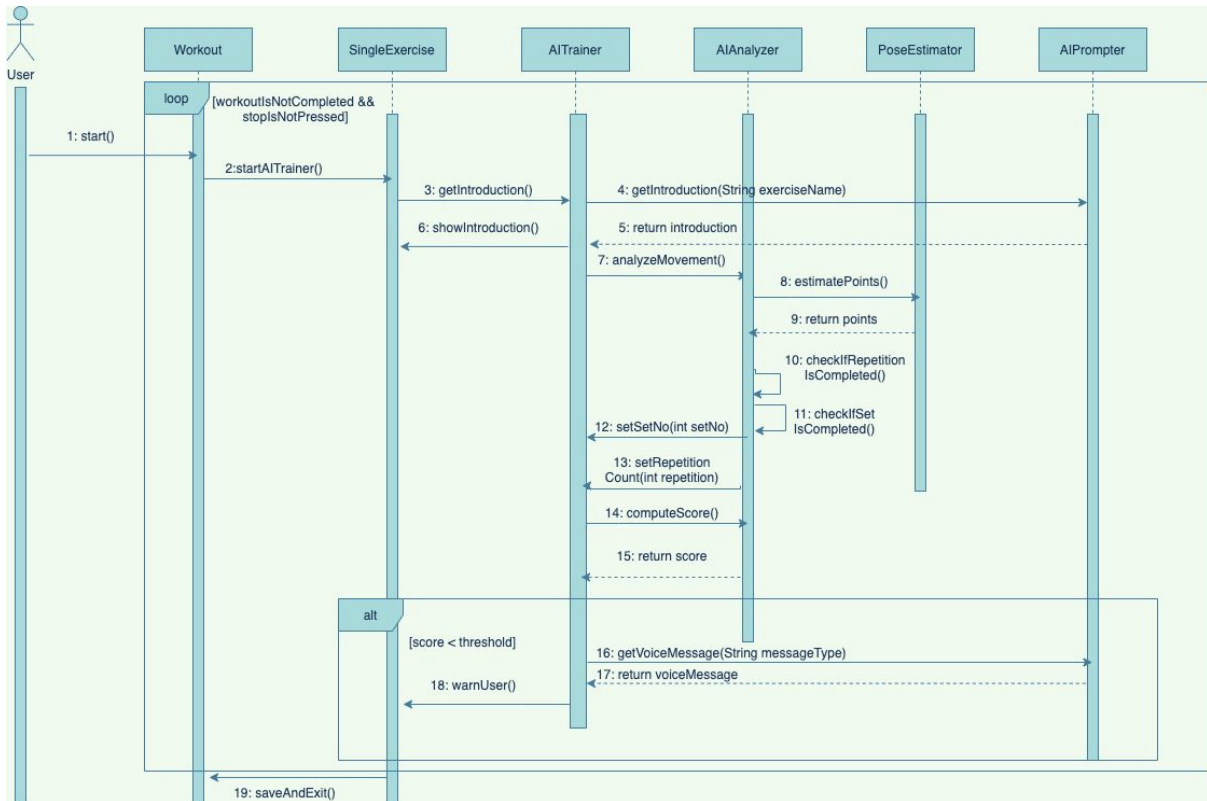 User
Workout
SingleExercise
AITrainer
AIAnalyzer
PoseEstimator
AIPrompter
loop
[workoutIsNotCompleted &&
stopIsNotPressed]
1: start()
2:startAITrainer()
3: getIntroduction()
4: getIntroduction(String exerciseName)
5: return introduction
6: showIntroduction()
7: analyzeMovement()
8: estimatePoints()
9: return points
10: checkIfRepetition
IsCompleted()
11: checkIfSet
IsCompleted()
12: setSetNo(int setNo)
13: setRepetition
Count(int repetition)
14: computeScore()
15: return score
alt
[score < threshold]
16: getVoiceMessage(String messageType)
17: return voiceMessage
18: warnUser()
19: saveAndExit()